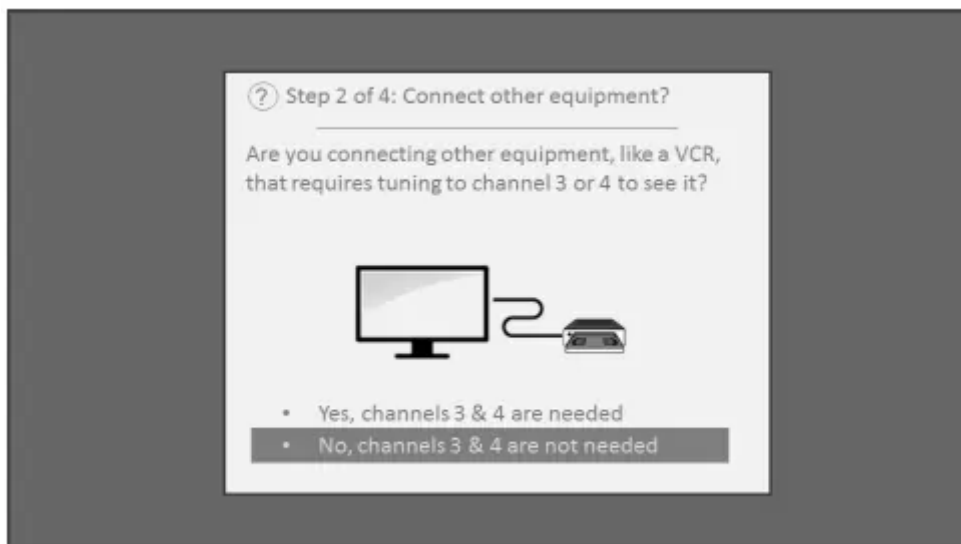 ? Step 2 of 4: Connect other equipment?
Are you connecting other equipment, like a VCR,
that requires tuning to channel 3 or 4 to see it?
• Yes, channels 3 & 4 are needed
• No, channels 3 & 4 are not needed